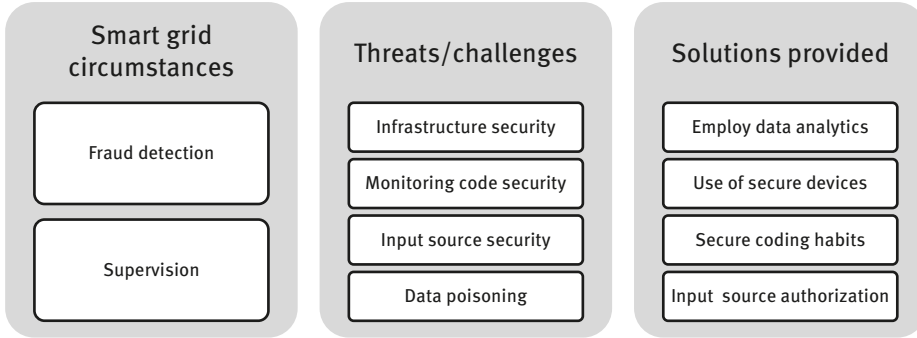 Smart grid
circumstances
Fraud detection
Supervision
Threats/challenges
Infrastructure security
Monitoring code security
Input source security
Data poisoning
Solutions provided
Employ data analytics
Use of secure devices
Secure coding habits
Input source authorization